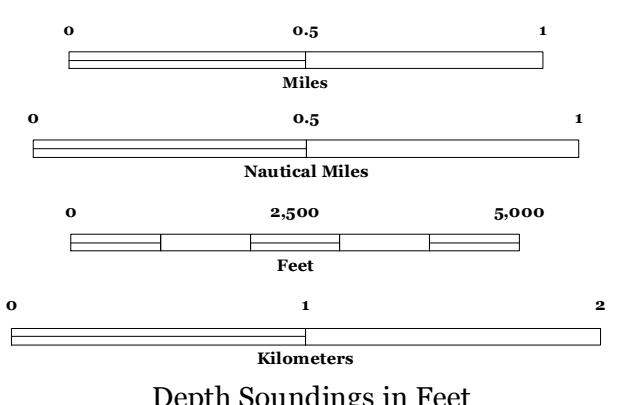 0 0.5 1
Miles
0 0.5 1
Nautical Miles
0 2,500 5,000
Feet
0 1 2
Kilometers
Depth Soundings in Feet